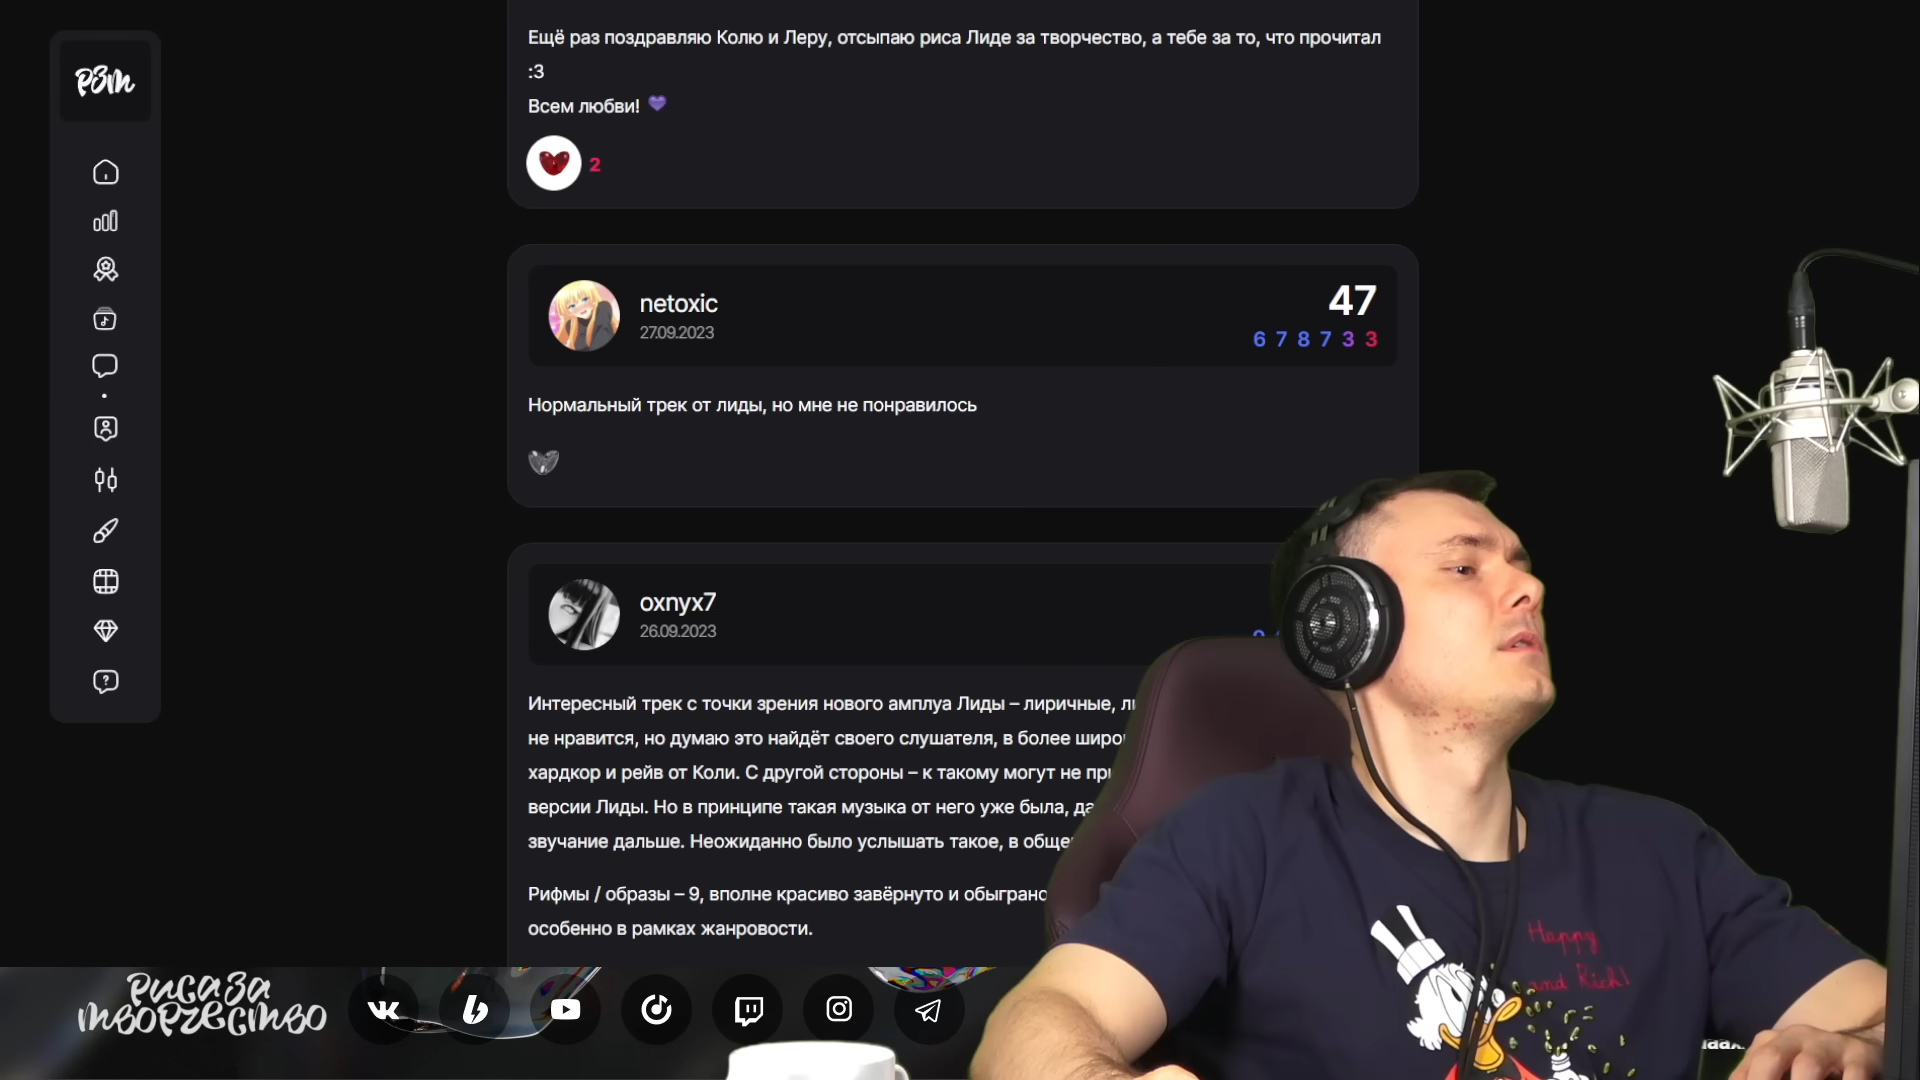 Ещё раз поздравляю Колю и Леру, отсыпаю риса Лиде за творчество, а тебе за то, что прочитал
:3
Всем любви! 💜
2
РЗТ
netoxic
27.09.2023
47
6 7 8 7 3 3
Нормальный трек от лиды, но мне не понравилось
oxnyx7
26.09.2023
Интересный трек с точки зрения нового амплуа Лиды – лиричные,
не нравится, но думаю это найдёт своего слушателя, в более
хардкор и рейв от Коли. С другой стороны – к такому могут не
версии Лиды. Но в принципе такая музыка от него уже была,
звучание дальше. Неожиданно было услышать такое, в
Рифмы / образы – 9, вполне красиво завёрнуто и
особенно в рамках жанровости.
Happy
and Rich!
риса за
творчество